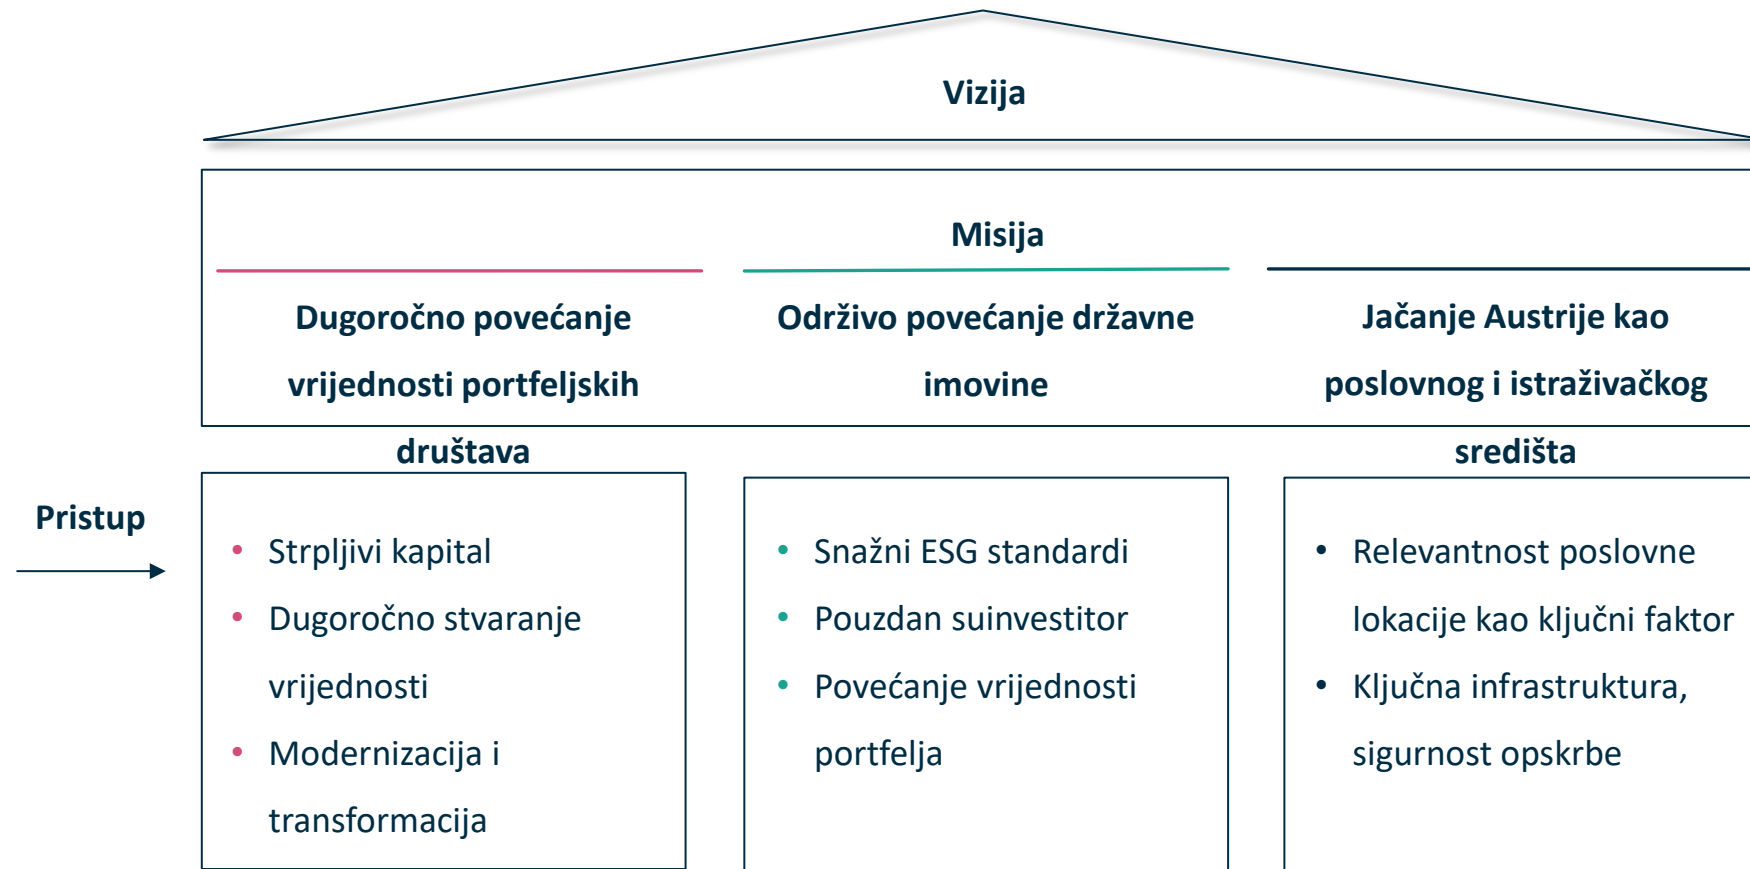 Vizija
Misija
Dugoročno povećanje
vrijednosti portfeljskih
društava
Održivo povećanje državne
imovine
Jačanje Austrije kao
poslovnog i istraživačkog
središta
Pristup
• Strpljivi kapital
• Dugoročno stvaranje
vrijednosti
• Modernizacija i
transformacija
• Snažni ESG standardi
• Pouzdan suinvestitor
• Povećanje vrijednosti
portfelja
• Relevantnost poslovne
lokacije kao ključni faktor
• Ključna infrastruktura,
sigurnost opskrbe